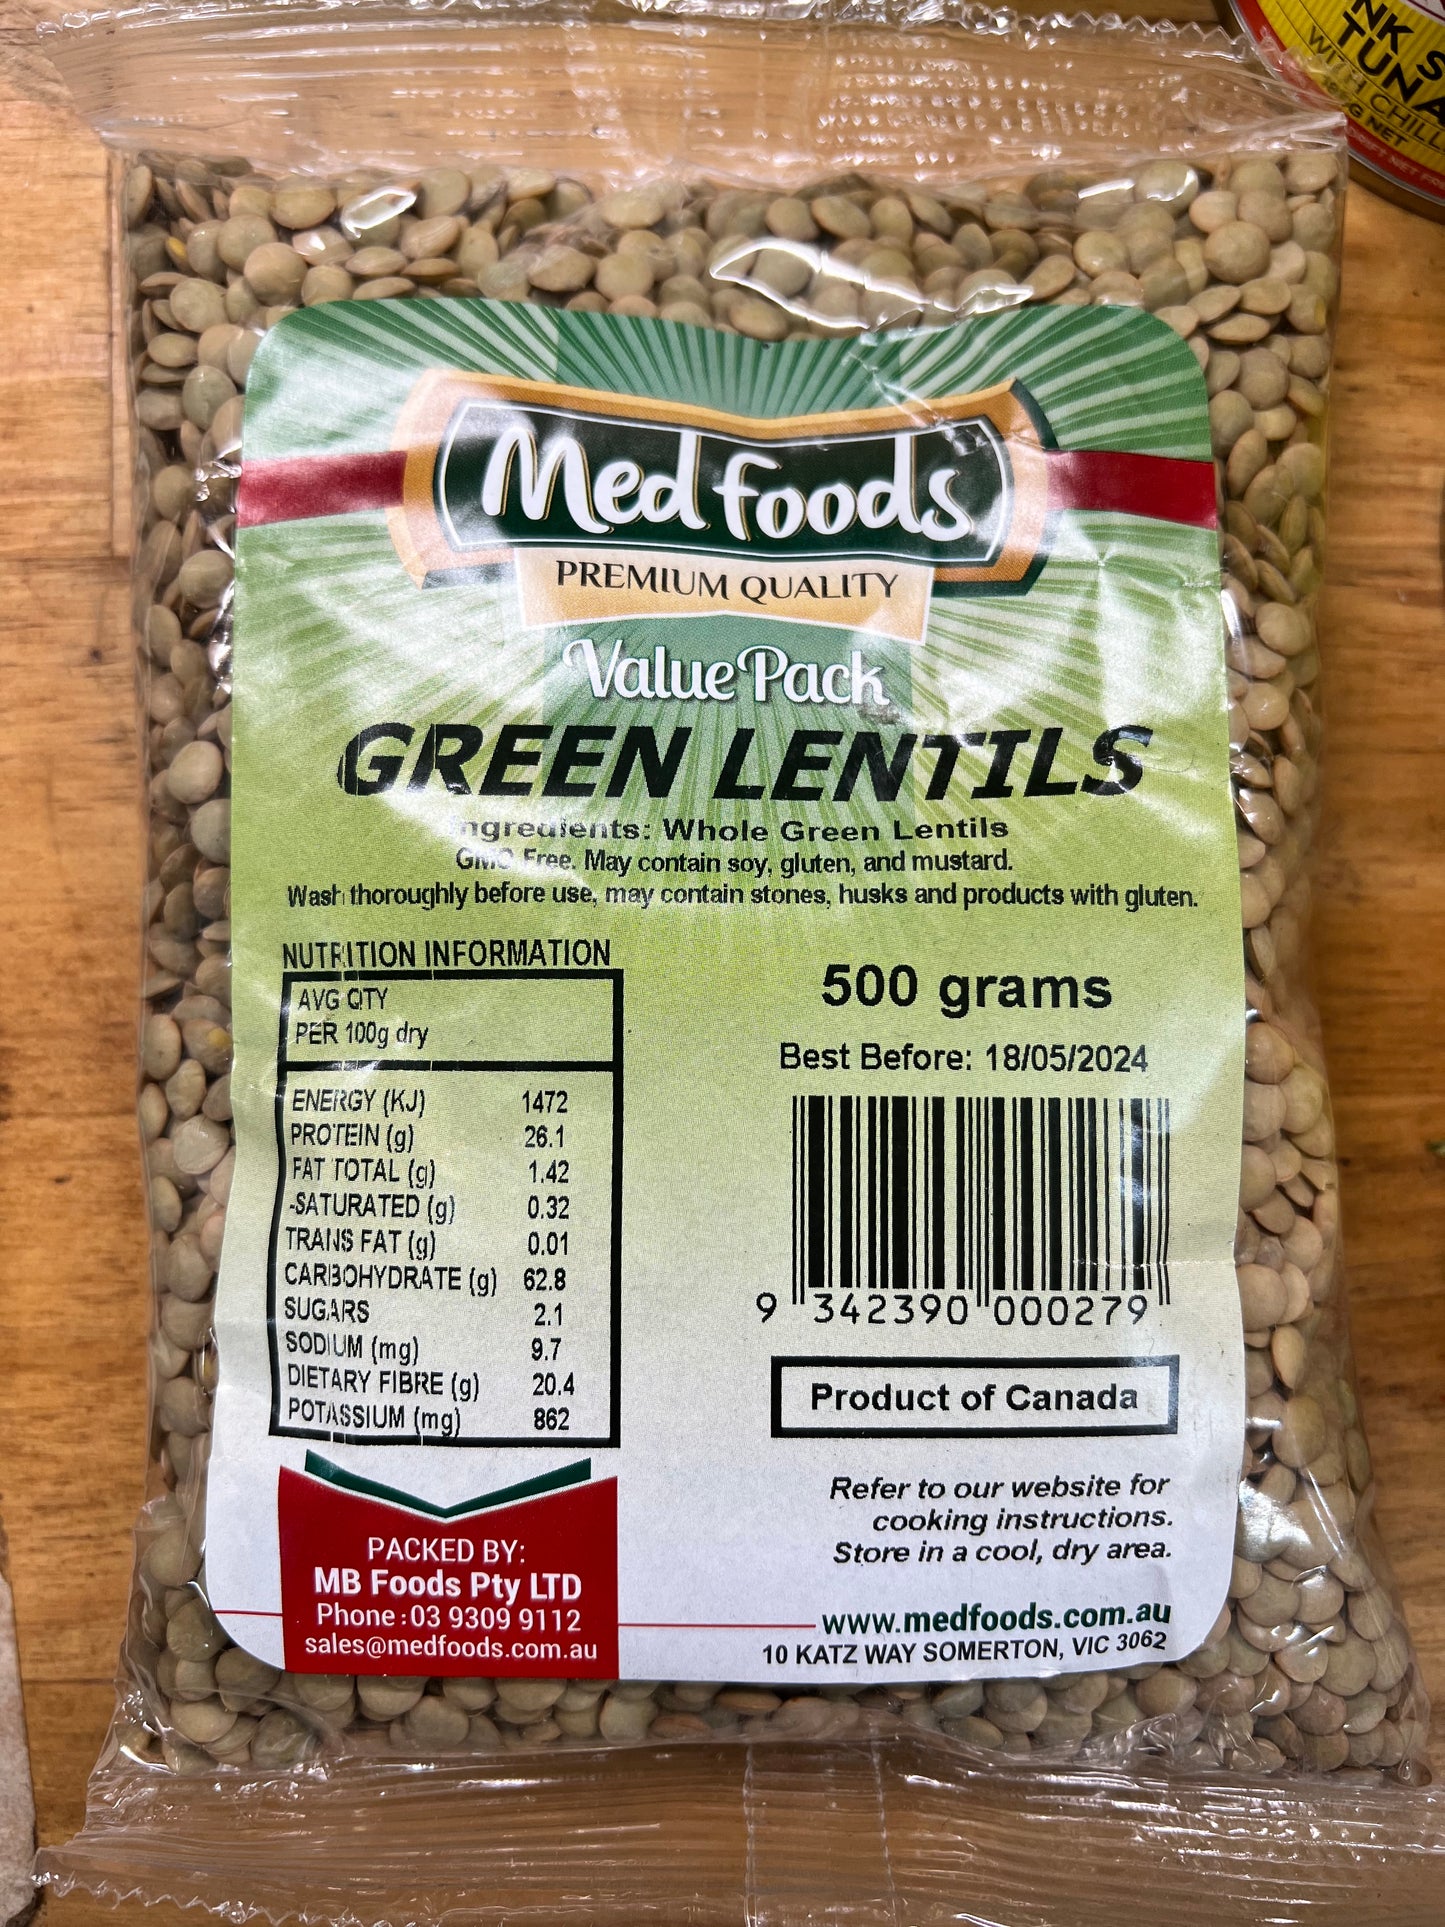 Med foods
PREMIUM QUALITY
Value Pack
GREEN LENTILS
Ingredients: Whole Green Lentils
GMO Free. May contain soy, gluten, and mustard.
Wash thoroughly before use, may contain stones, husks and products with gluten.
NUTRITION INFORMATION
AVG QTY
PER 100g dry
ENERGY (KJ) 1472
PROTEIN (g) 26.1
FAT TOTAL (g) 1.42
-SATURATED (g) 0.32
TRANS FAT (g) 0.01
CARBOHYDRATE (g) 62.8
SUGARS 2.1
SODIUM (mg) 9.7
DIETARY FIBRE (g) 20.4
POTASSIUM (mg) 862
500 grams
Best Before: 18/05/2024
9 342390 000279
Product of Canada
Refer to our website for
cooking instructions.
Store in a cool, dry area.
www.medfoods.com.au
10 KATZ WAY SOMERTON, VIC 3062
PACKED BY:
MB Foods Pty LTD
Phone:03 9309 9112
sales@medfoods.com.au
TUNA
WITH CHILL
NET